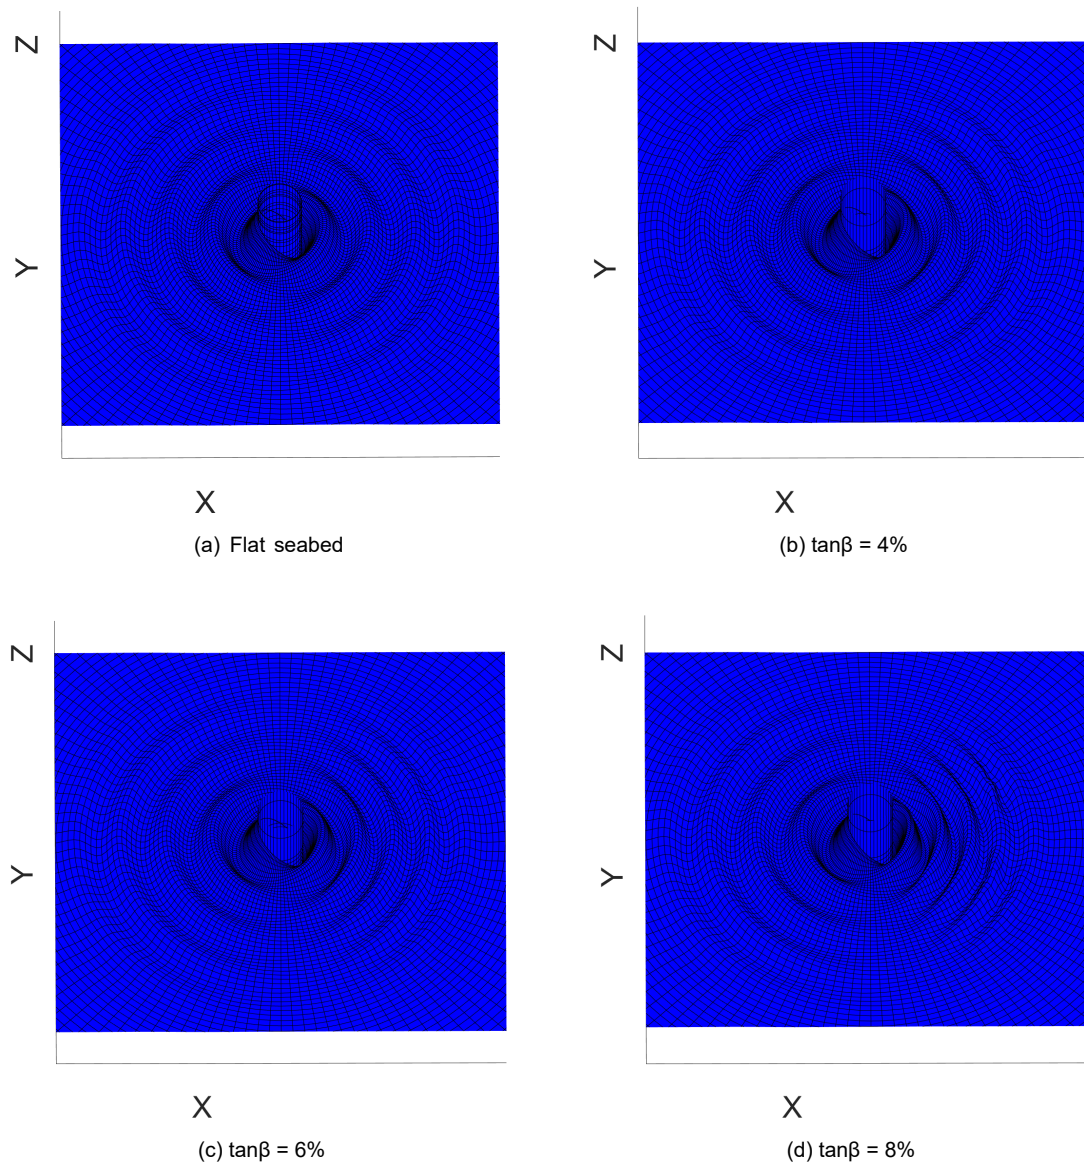 Z
Z
Y
Y
X
X
(a) Flat seabed
(b) tanβ = 4%
Z
Z
Y
Y
X
X
(c) tanβ = 6%
(d) tanβ = 8%